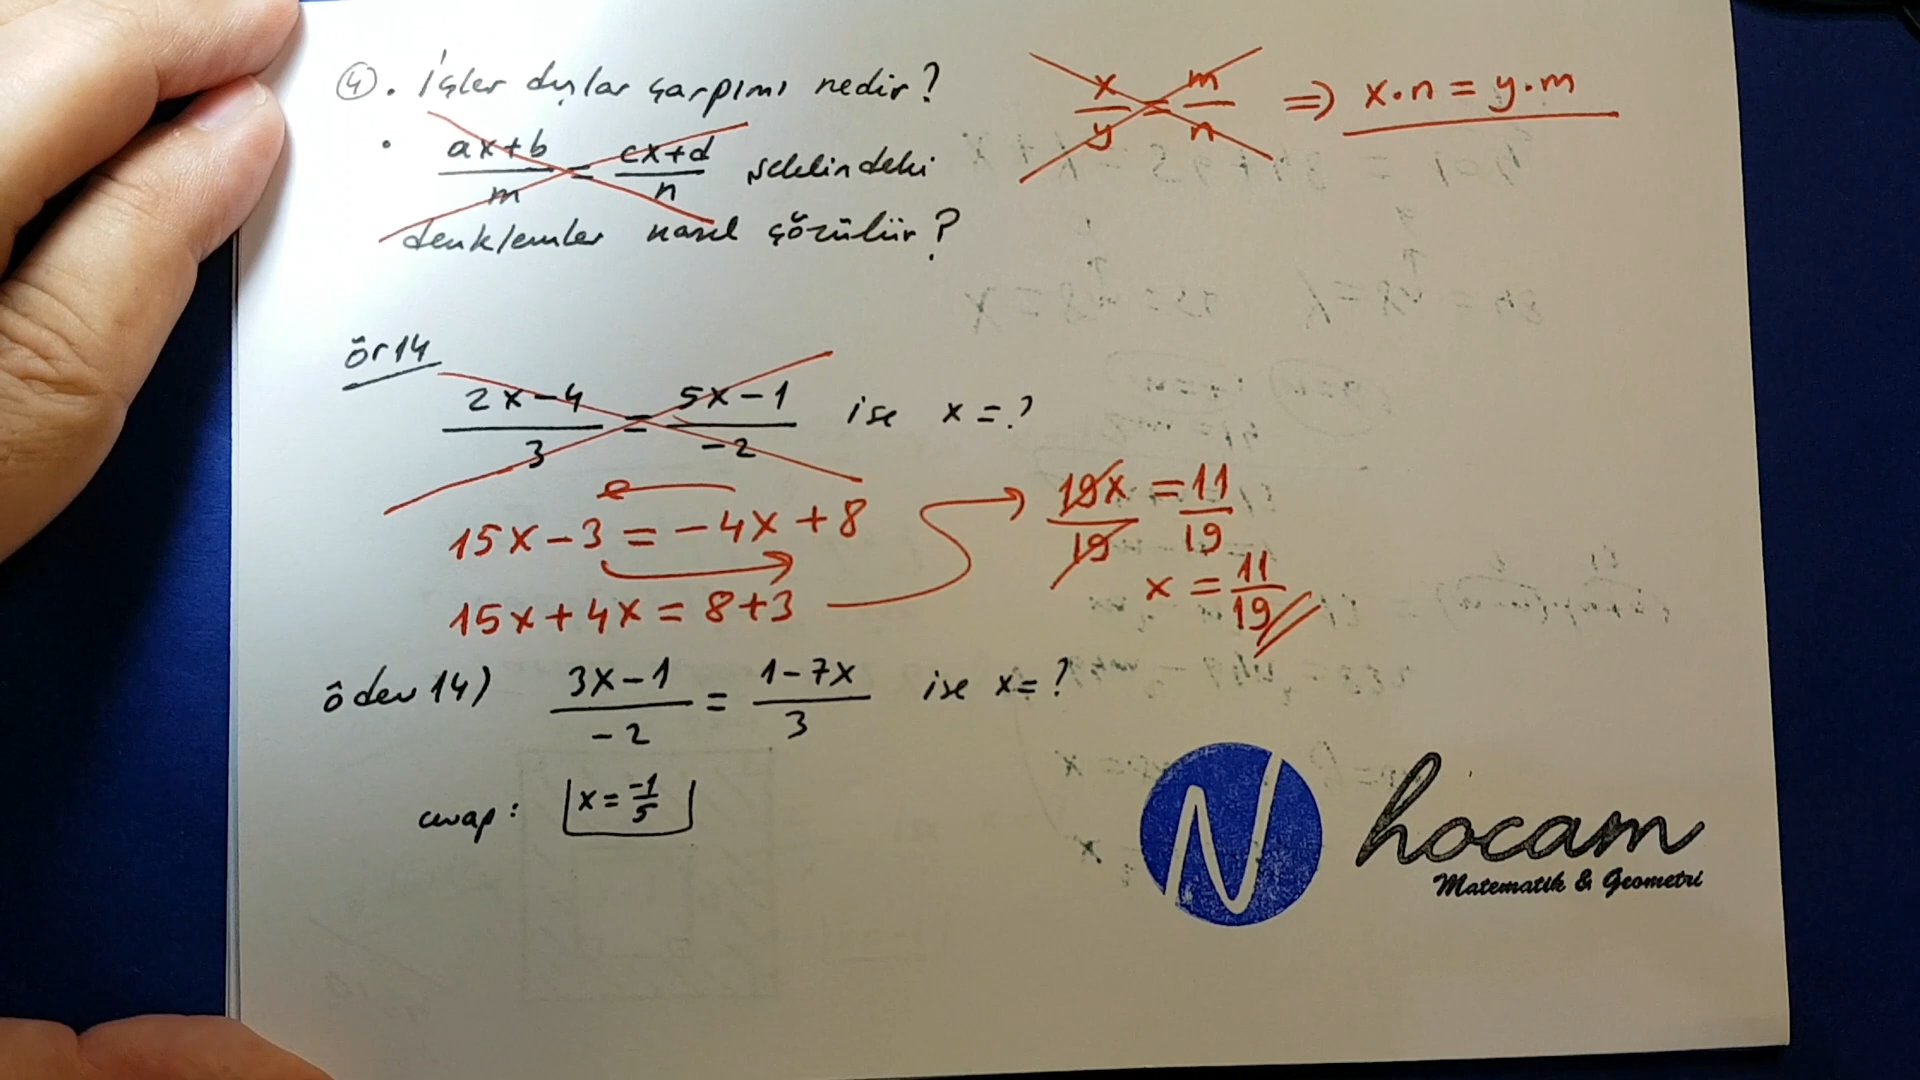 ④. İçler dışlar çarpımı nedir?
x/y = m/n ⇒ x·n = y·m
• ax+b/m = cx+d/n şeklindeki
denklemler nasıl çözülür?
ör14
2x-4/3 = 5x-1/-2 ise x=?
15x-3 = -4x+8
15x+4x = 8+3
19x/19 = 11/19
x = 11/19
ödev 14) 3x-1/-2 = 1-7x/3 ise x=?
cevap: x = -1/5
N hocam
Matematik & Geometri